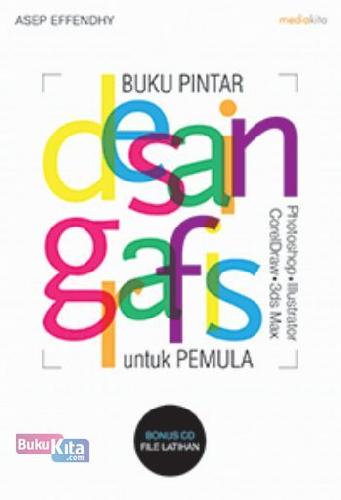 ASEP EFFENDHY
mediakita
BUKU PINTAR
desain
grafis
Photoshop • Illustrator
CorelDraw • 3ds Max
untuk PEMULA
BONUS CD
FILE LATIHAN
BukuKita
.com